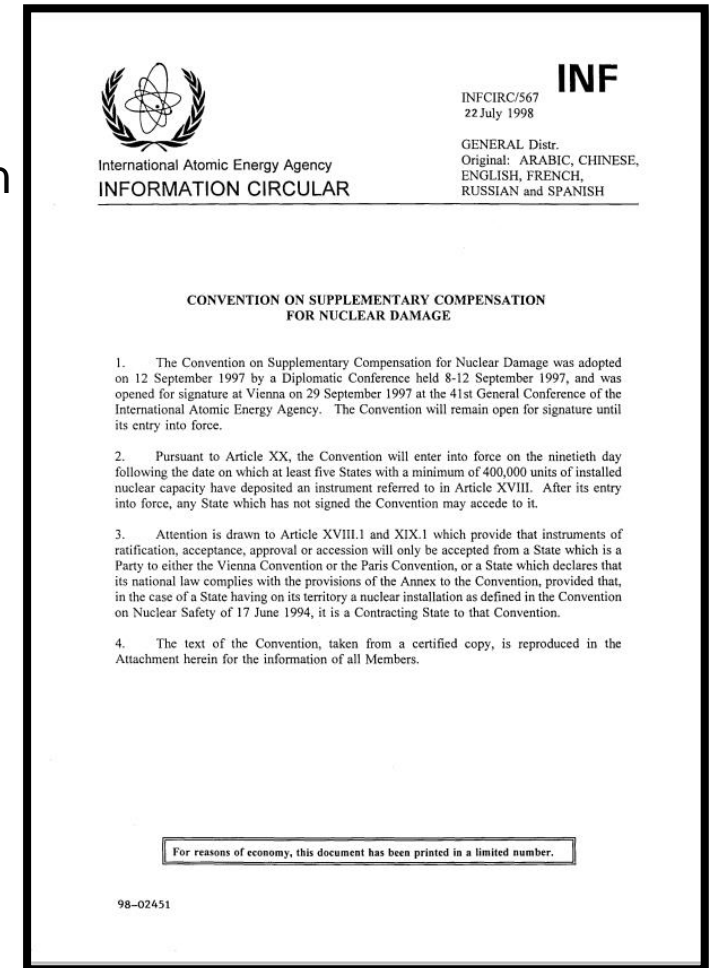 n
INF
INFCIRC/567
22 July 1998
GENERAL Distr.
Original: ARABIC, CHINESE,
ENGLISH, FRENCH,
RUSSIAN and SPANISH
International Atomic Energy Agency
INFORMATION CIRCULAR
CONVENTION ON SUPPLEMENTARY COMPENSATION
FOR NUCLEAR DAMAGE
1. The Convention on Supplementary Compensation for Nuclear Damage was adopted
on 12 September 1997 by a Diplomatic Conference held 8-12 September 1997, and was
opened for signature at Vienna on 29 September 1997 at the 41st General Conference of the
International Atomic Energy Agency. The Convention will remain open for signature until
its entry into force.
2. Pursuant to Article XX, the Convention will enter into force on the ninetieth day
following the date on which at least five States with a minimum of 400,000 units of installed
nuclear capacity have deposited an instrument referred to in Article XVIII. After its entry
into force, any State which has not signed the Convention may accede to it.
3. Attention is drawn to Article XVIII.1 and XIX.1 which provide that instruments of
ratification, acceptance, approval or accession will only be accepted from a State which is a
Party to either the Vienna Convention or the Paris Convention, or a State which declares that
its national law complies with the provisions of the Annex to the Convention, provided that,
in the case of a State having on its territory a nuclear installation as defined in the Convention
on Nuclear Safety of 17 June 1994, it is a Contracting State to that Convention.
4. The text of the Convention, taken from a certified copy, is reproduced in the
Attachment herein for the information of all Members.
For reasons of economy, this document has been printed in a limited number.
98-02451